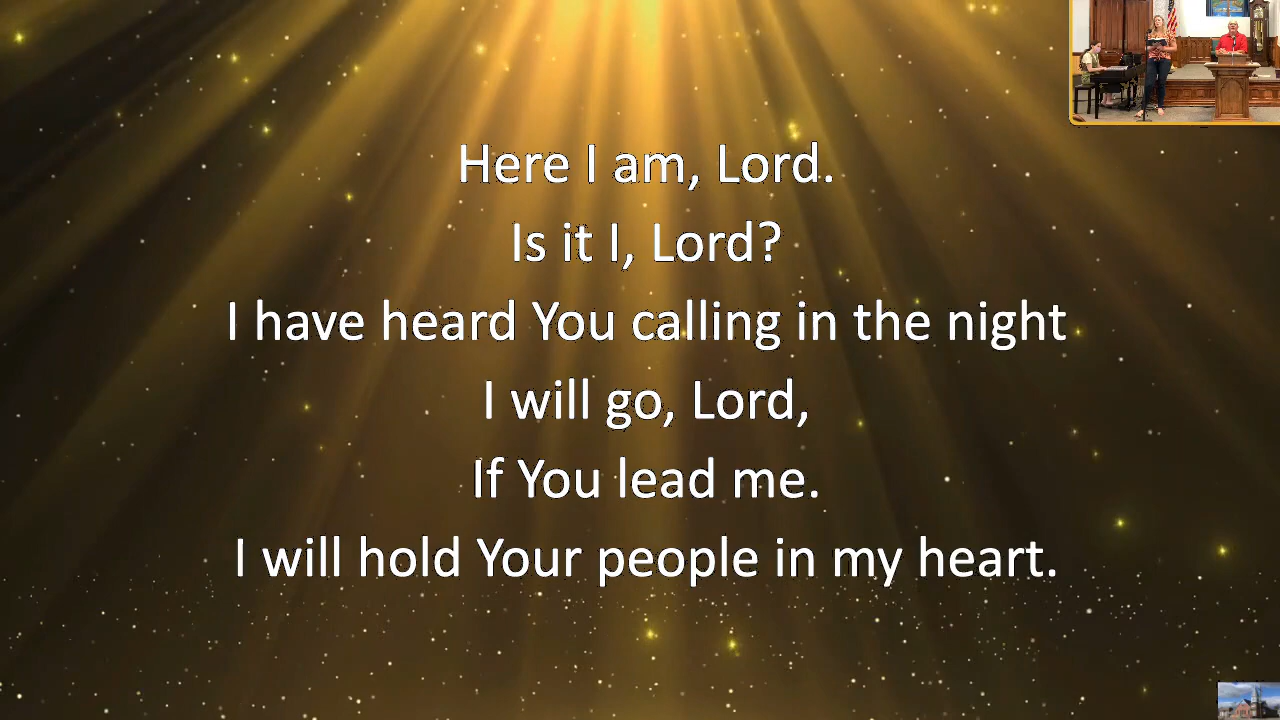 Here I am, Lord.
Is it I, Lord?
I have heard You calling in the night
I will go, Lord,
If You lead me.
I will hold Your people in my heart.